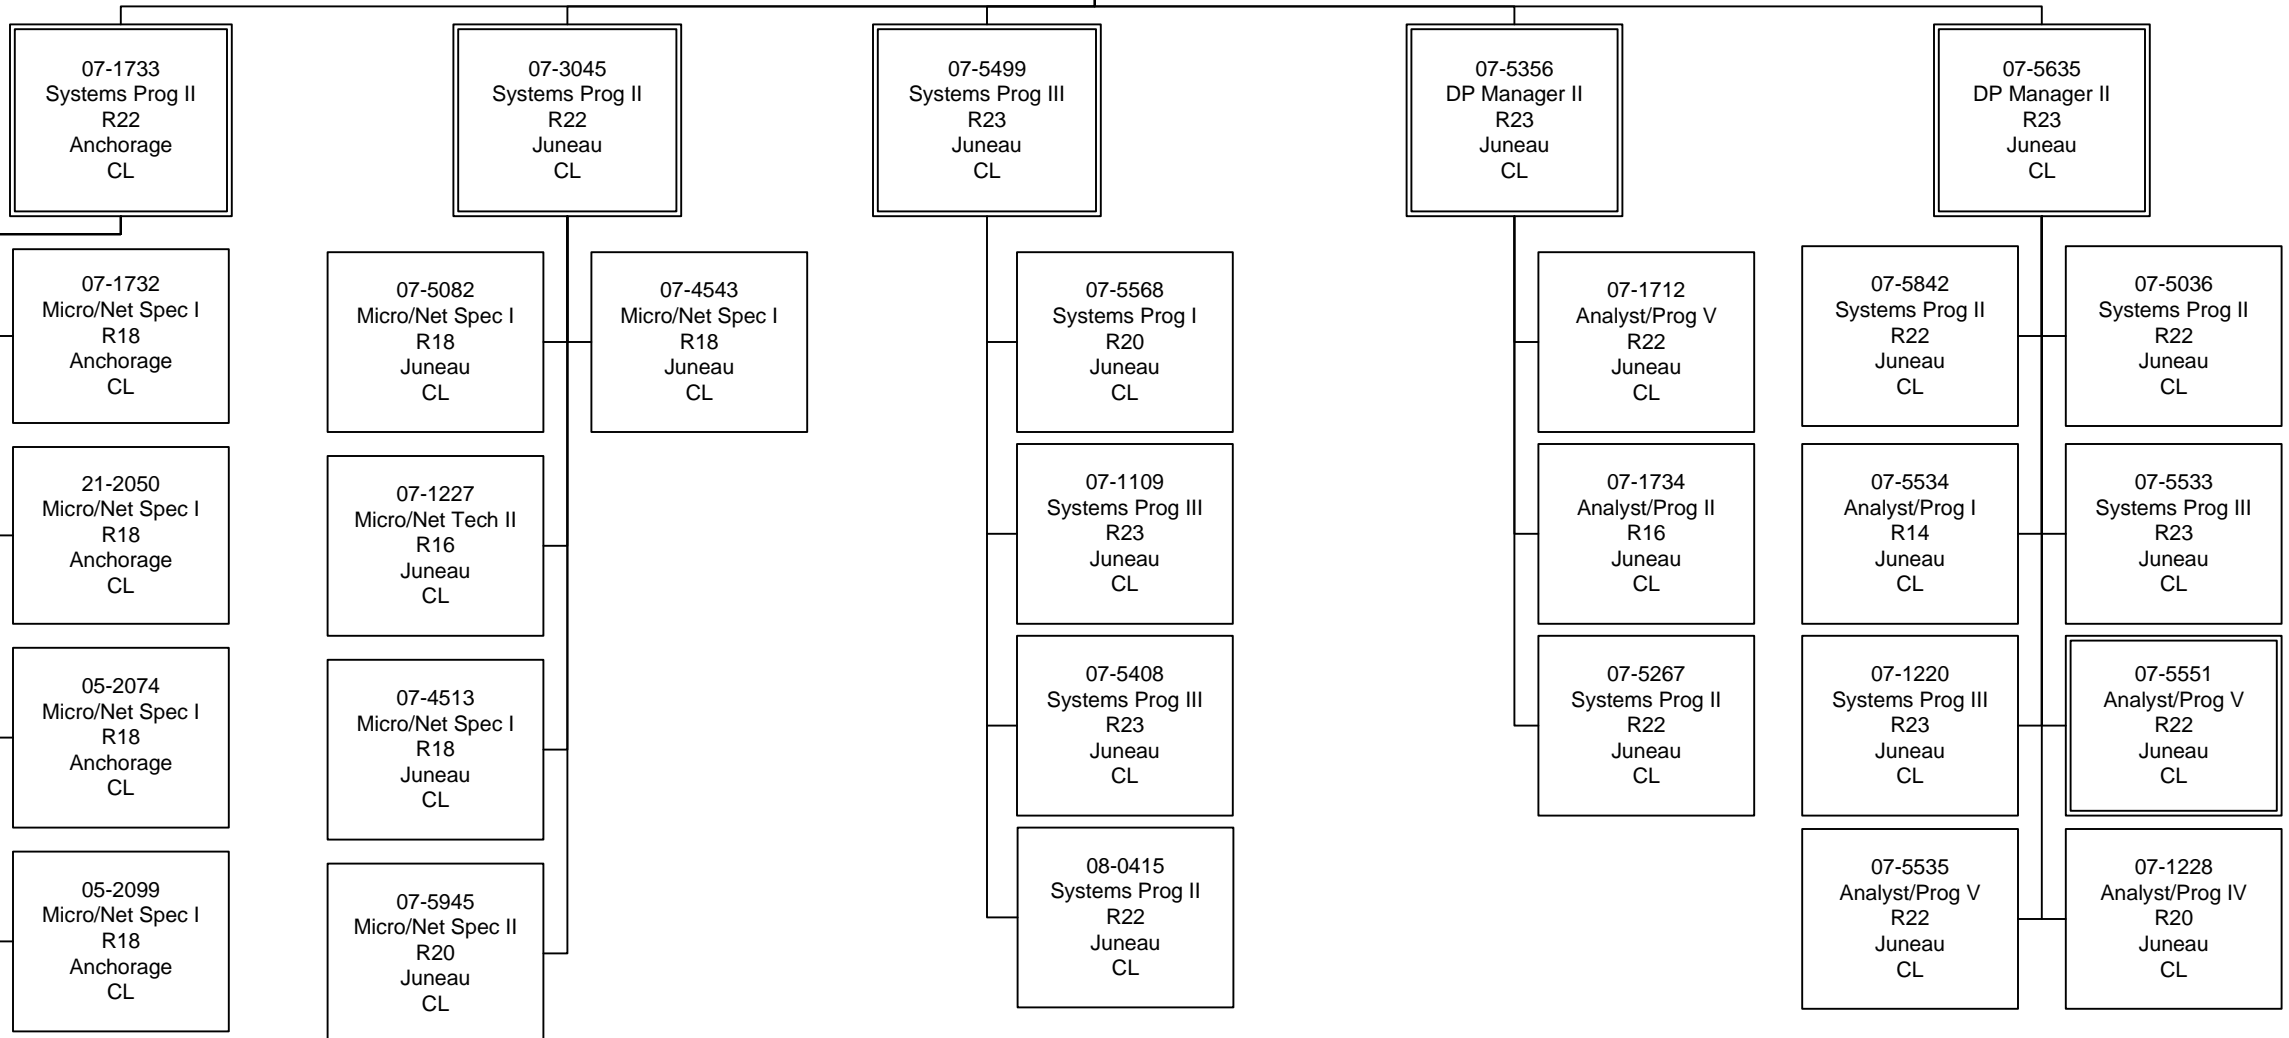 07-1733
Systems Prog II
R22
Anchorage
CL
07-3045
Systems Prog II
R22
Juneau
CL
07-5499
Systems Prog III
R23
Juneau
CL
07-5356
DP Manager II
R23
Juneau
CL
07-5635
DP Manager II
R23
Juneau
CL
07-1732
Micro/Net Spec I
R18
Anchorage
CL
21-2050
Micro/Net Spec I
R18
Anchorage
CL
05-2074
Micro/Net Spec I
R18
Anchorage
CL
05-2099
Micro/Net Spec I
R18
Anchorage
CL
07-5082
Micro/Net Spec I
R18
Juneau
CL
07-4543
Micro/Net Spec I
R18
Juneau
CL
07-1227
Micro/Net Tech II
R16
Juneau
CL
07-4513
Micro/Net Spec I
R18
Juneau
CL
07-5945
Micro/Net Spec II
R20
Juneau
CL
07-5568
Systems Prog I
R20
Juneau
CL
07-1109
Systems Prog III
R23
Juneau
CL
07-5408
Systems Prog III
R23
Juneau
CL
08-0415
Systems Prog II
R22
Juneau
CL
07-1712
Analyst/Prog V
R22
Juneau
CL
07-1734
Analyst/Prog II
R16
Juneau
CL
07-5267
Systems Prog II
R22
Juneau
CL
07-5842
Systems Prog II
R22
Juneau
CL
07-5036
Systems Prog II
R22
Juneau
CL
07-5534
Analyst/Prog I
R14
Juneau
CL
07-5533
Systems Prog III
R23
Juneau
CL
07-1220
Systems Prog III
R23
Juneau
CL
07-5551
Analyst/Prog V
R22
Juneau
CL
07-5535
Analyst/Prog V
R22
Juneau
CL
07-1228
Analyst/Prog IV
R20
Juneau
CL